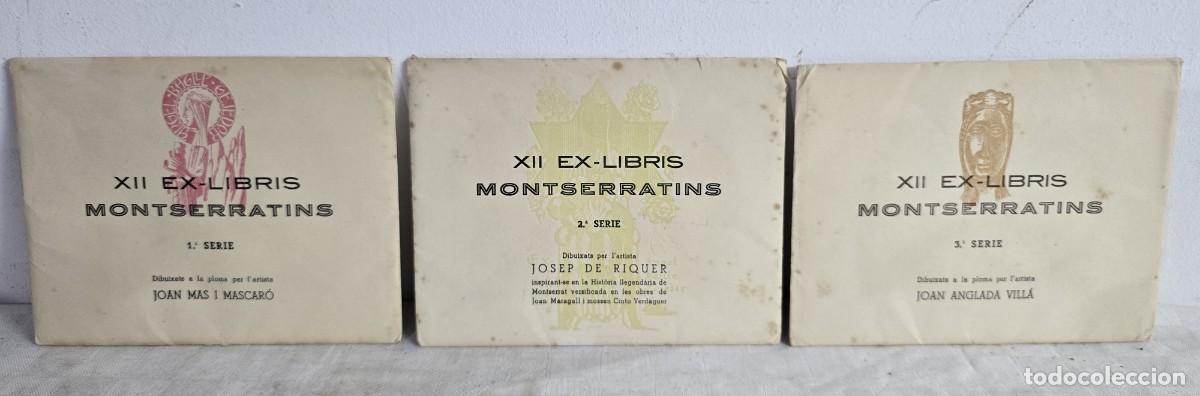 XII EX-LIBRIS
MONTSERRATINS
1.ª SERIE
Dibuixats a la ploma per l'artista
JOAN MAS I MASCARÓ
XII EX-LIBRIS
MONTSERRATINS
2.ª SERIE
Dibuixats per l'artista
JOSEP DE RIQUER
inspirant-se en la Història llegendària de
Montserrat versificada en les obres de
Joan Maragall i mossen Cinto Verdaguer
XII EX-LIBRIS
MONTSERRATINS
3.ª SERIE
Dibuixats a la ploma per l'artista
JOAN ANGLADA VILLÁ
todocoleccion